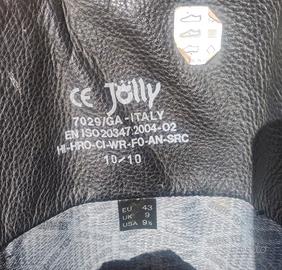 CE Jolly
7029/GA-ITALY
EN ISO 20347:2004-O2
HI-HRO-CI-WR-FO-AN-SRC
10/10
EU 43
UK 9
USA 9½